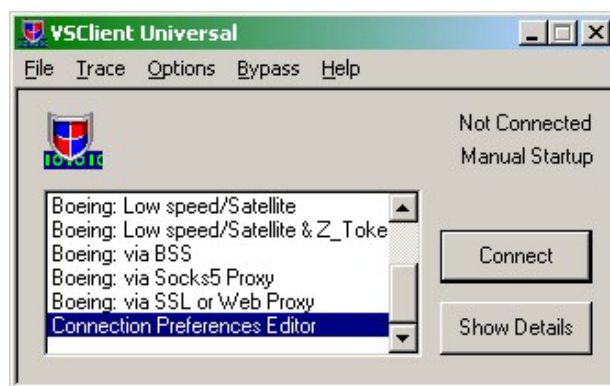 VSClient Universal
File Trace Options Bypass Help
Not Connected
Manual Startup
101010
Boeing: Low speed/Satellite
Boeing: Low speed/Satellite & Z_Toke
Boeing: via BSS
Boeing: via Socks5 Proxy
Boeing: via SSL or Web Proxy
Connection Preferences Editor
Connect
Show Details